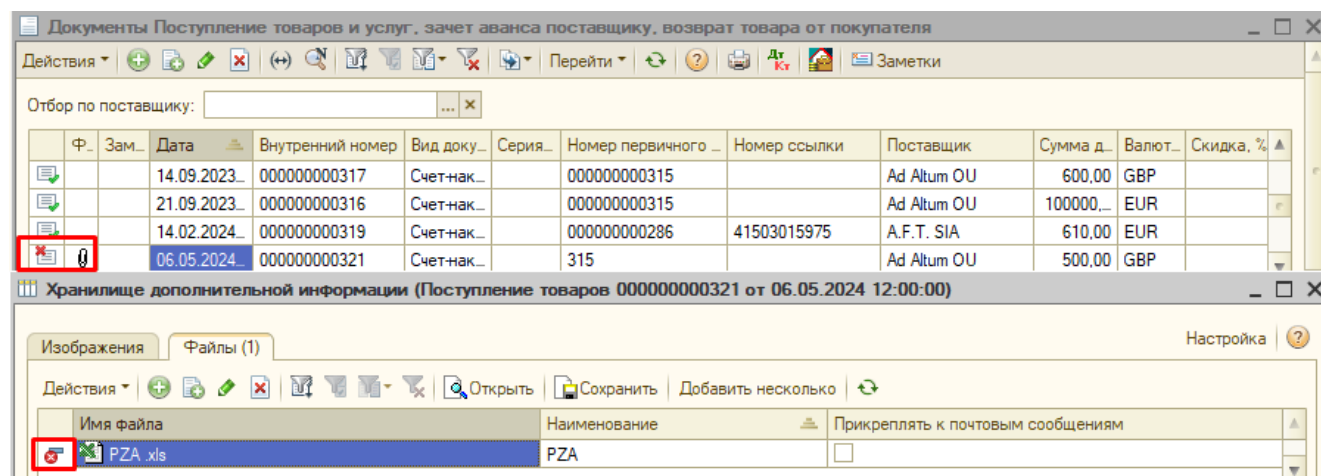 Документы Поступление товаров и услуг, зачет аванса поставщику, возврат товара от покупателя
Действия Перейти Заметки
Отбор по поставщику:
Ф... Зам... Дата Внутренний номер Вид доку... Серия... Номер первичного ... Номер ссылки Поставщик Сумма д... Валют... Скидка, %
14.09.2023... 000000000317 Счет-нак... 000000000315 Ad Altum OU 600,00 GBP
21.09.2023... 000000000316 Счет-нак... 000000000315 Ad Altum OU 100000,... EUR
14.02.2024... 000000000319 Счет-нак... 000000000286 41503015975 A.F.T. SIA 610,00 EUR
06.05.2024... 000000000321 Счет-нак... 315 Ad Altum OU 500,00 GBP
Хранилище дополнительной информации (Поступление товаров 000000000321 от 06.05.2024 12:00:00)
Изображения Файлы (1) Настройка
Действия Открыть Сохранить Добавить несколько
Имя файла Наименование Прикреплять к почтовым сообщениям
PZA .xls PZA